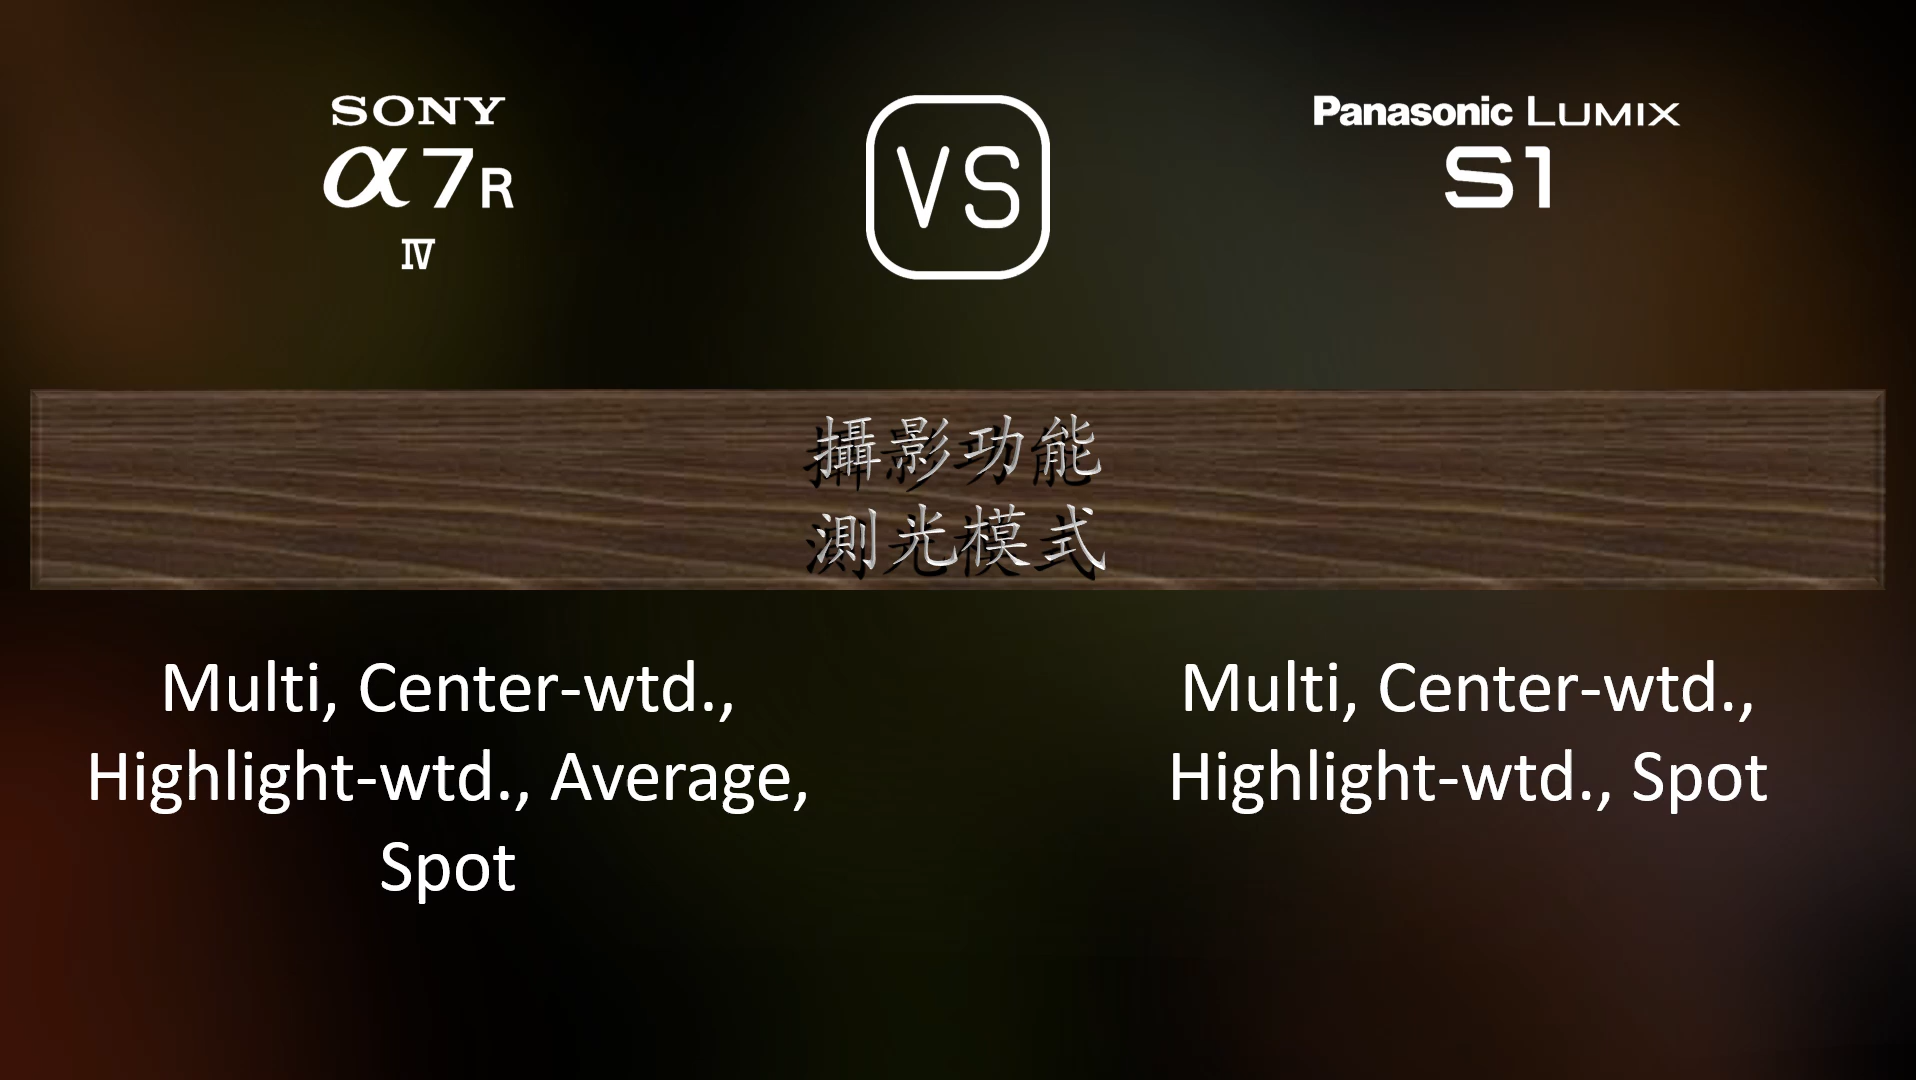 SONY
α7R
IV
VS
Panasonic LUMIX
S1
攝影功能
測光模式
Multi, Center-wtd.,
Highlight-wtd., Average,
Spot
Multi, Center-wtd.,
Highlight-wtd., Spot